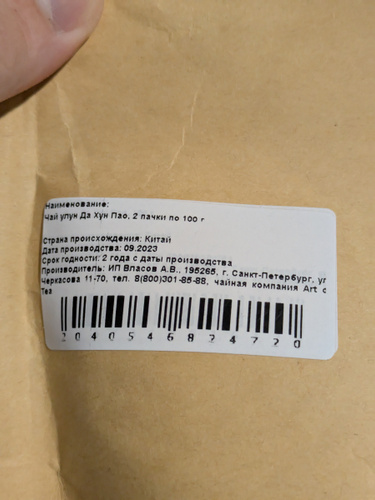 Наименование:
Чай улун Да Хун Пао, 2 пачки по 100 г
Страна происхождения: Китай
Дата производства: 09.2023
Срок годности: 2 года с даты производства
Производитель: ИП Власов А.В., 195265, г. Санкт-Петербург, ул
Черкасова 11-70, тел. 8(800)301-85-88, чайная компания Art o
Tea
2040546824720